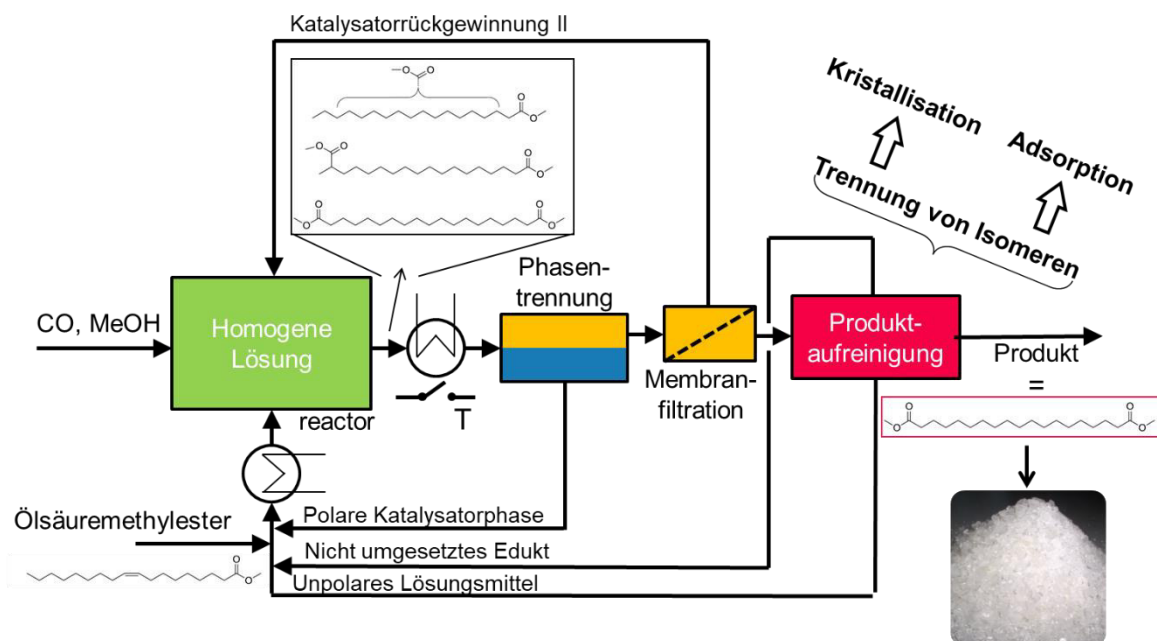 Katalysatorrückgewinnung II
Kristallisation
Adsorption
Trennung von Isomeren
Phasen-
trennung
CO, MeOH
Homogene
Lösung
Produkt-
aufreinigung
Produkt
=
Membran-
filtration
reactor
T
Ölsäuremethylester
Polare Katalysatorphase
Nicht umgesetztes Edukt
Unpolares Lösungsmittel